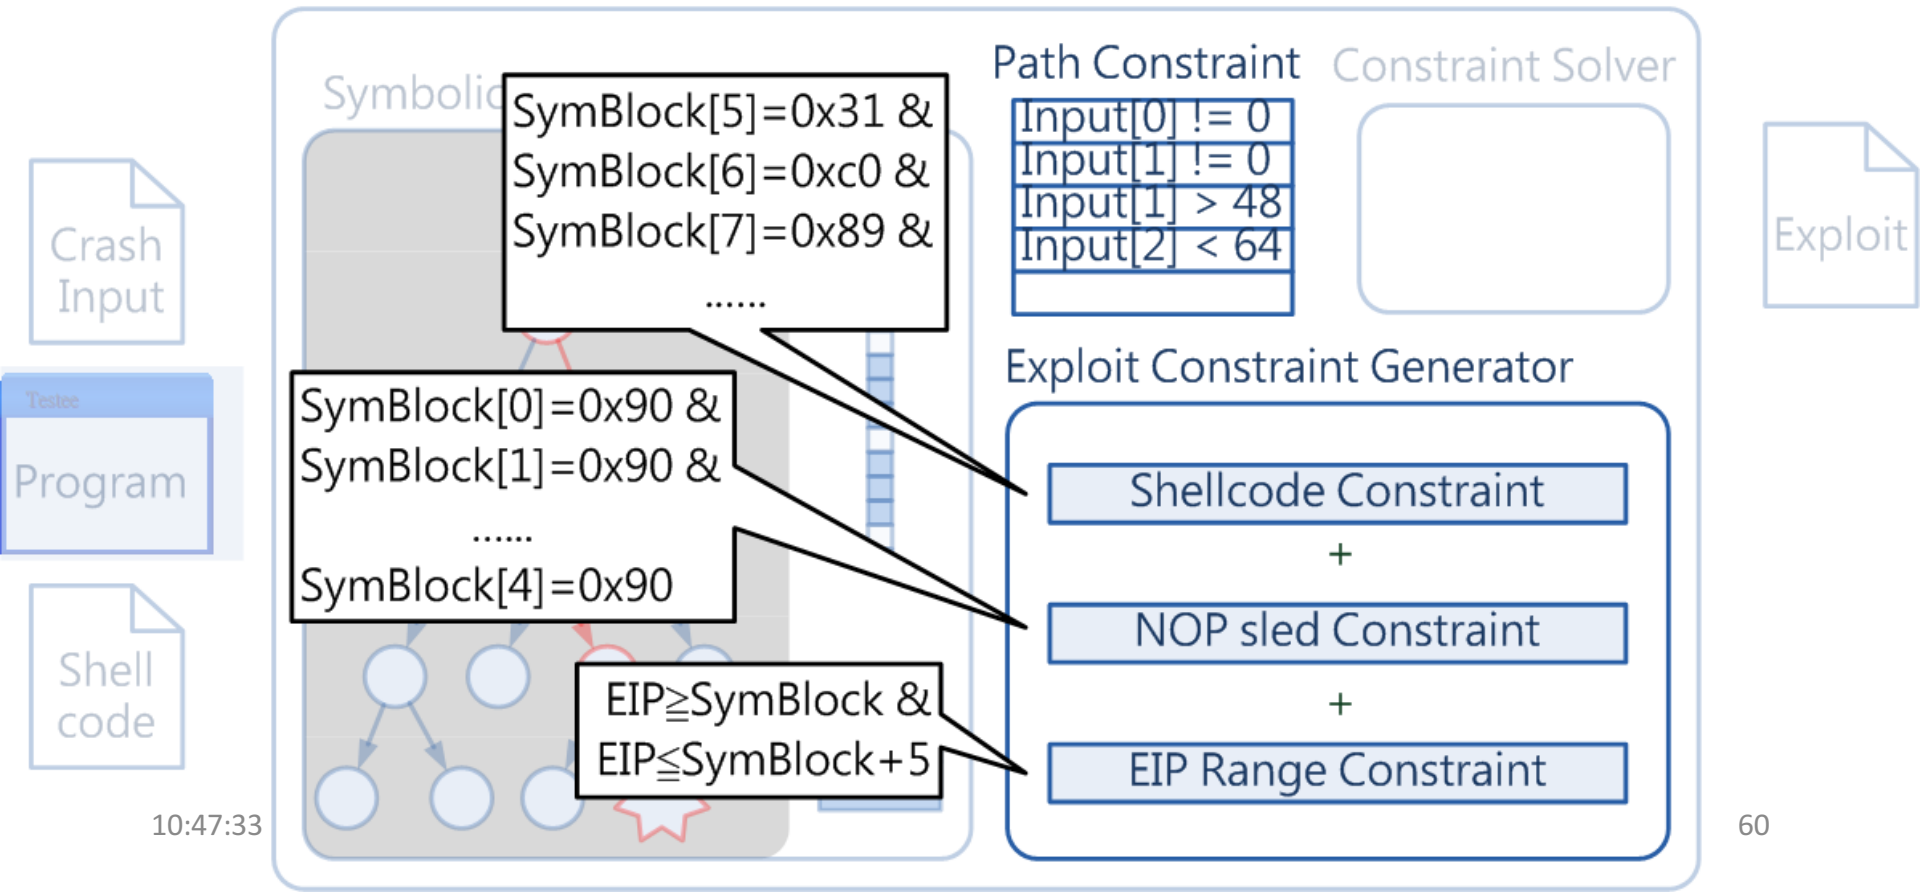 Symbolic
SymBlock[5]=0x31 &
SymBlock[6]=0xc0 &
SymBlock[7]=0x89 &
......
Path Constraint
Input[0] != 0
Input[1] != 0
Input[1] > 48
Input[2] < 64
Constraint Solver
Crash
Input
Exploit
Testee
Program
SymBlock[0]=0x90 &
SymBlock[1]=0x90 &
......
SymBlock[4]=0x90
Exploit Constraint Generator
Shellcode Constraint
+
NOP sled Constraint
+
EIP Range Constraint
EIP≧SymBlock &
EIP≦SymBlock+5
Shell
code
10:47:33
60